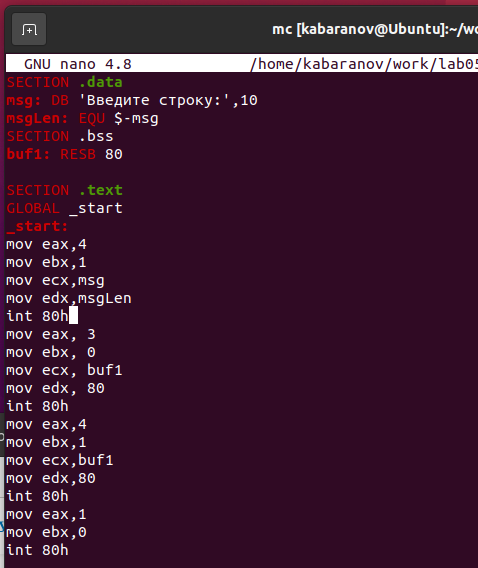 mc [kabaranov@Ubuntu]:~/wo
GNU nano 4.8 /home/kabaranov/work/lab05
SECTION .data
msg: DB 'Введите строку:',10
msgLen: EQU $-msg
SECTION .bss
buf1: RESB 80
SECTION .text
GLOBAL _start
_start:
mov eax,4
mov ebx,1
mov ecx,msg
mov edx,msgLen
int 80h
mov eax, 3
mov ebx, 0
mov ecx, buf1
mov edx, 80
int 80h
mov eax,4
mov ebx,1
mov ecx,buf1
mov edx,80
int 80h
mov eax,1
mov ebx,0
int 80h